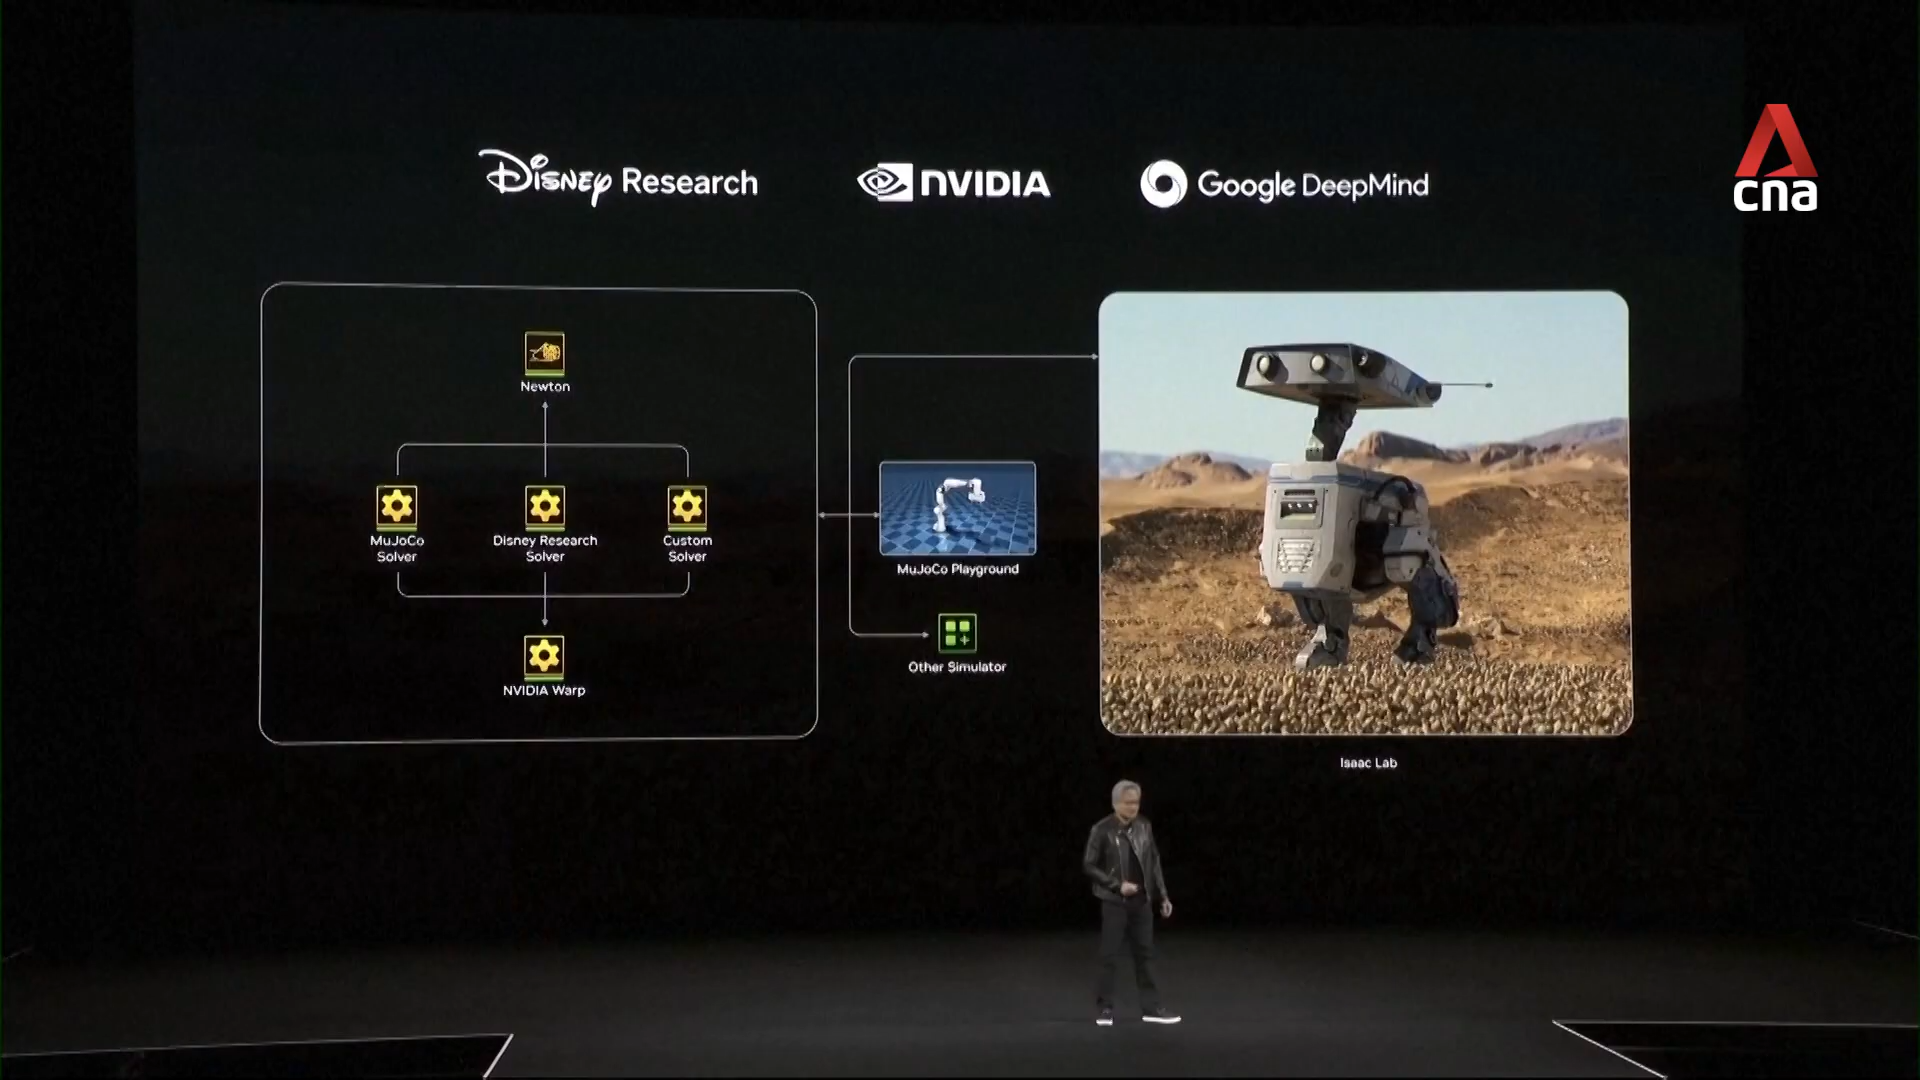 Disney Research
NVIDIA
Google DeepMind
cna
Newton
MuJoCo
Solver
Disney Research
Solver
Custom
Solver
NVIDIA Warp
MuJoCo Playground
Other Simulator
Isaac Lab